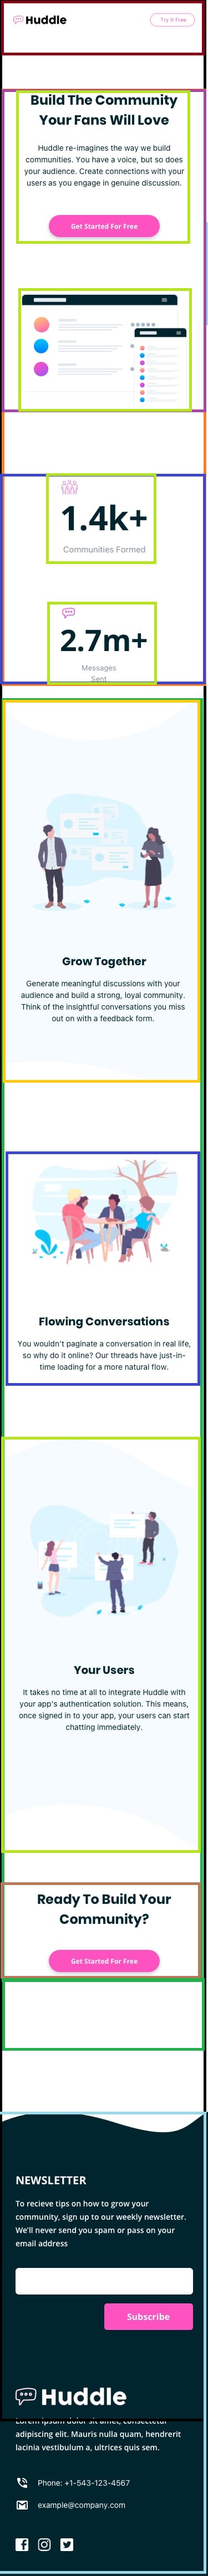 Huddle
Try It Free
Build The Community
Your Fans Will Love
Huddle re-imagines the way we build
communities. You have a voice, but so does
your audience. Create connections with your
users as you engage in genuine discussion.
Get Started For Free
1.4k+
Communities Formed
2.7m+
Messages
Sent
Grow Together
Generate meaningful discussions with your
audience and build a strong, loyal community.
Think of the insightful conversations you miss
out on with a feedback form.
Flowing Conversations
You wouldn't paginate a conversation in real life,
so why do it online? Our threads have just-in-
time loading for a more natural flow.
Your Users
It takes no time at all to integrate Huddle with
your app's authentication solution. This means,
once signed in to your app, your users can start
chatting immediately.
Ready To Build Your
Community?
Get Started For Free
NEWSLETTER
To recieve tips on how to grow your
community, sign up to our weekly newsletter.
We'll never send you spam or pass on your
email address
Subscribe
Huddle
Lorem ipsum dolor sit amet, consectetur
adipiscing elit. Mauris nulla quam, hendrerit
lacinia vestibulum a, ultrices quis sem.
Phone: +1-543-123-4567
example@company.com